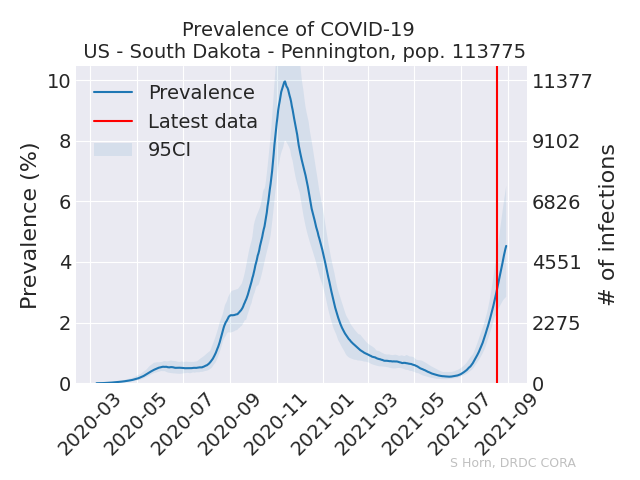 Prevalence of COVID-19
US - South Dakota - Pennington, pop. 113775
Prevalence
Latest data
95CI
Prevalence (%)
10
8
6
4
2
0
11377
9102
6826
4551
2275
0
# of infections
2020-03
2020-05
2020-07
2020-09
2020-11
2021-01
2021-03
2021-05
2021-07
2021-09
S Horn, DRDC CORA